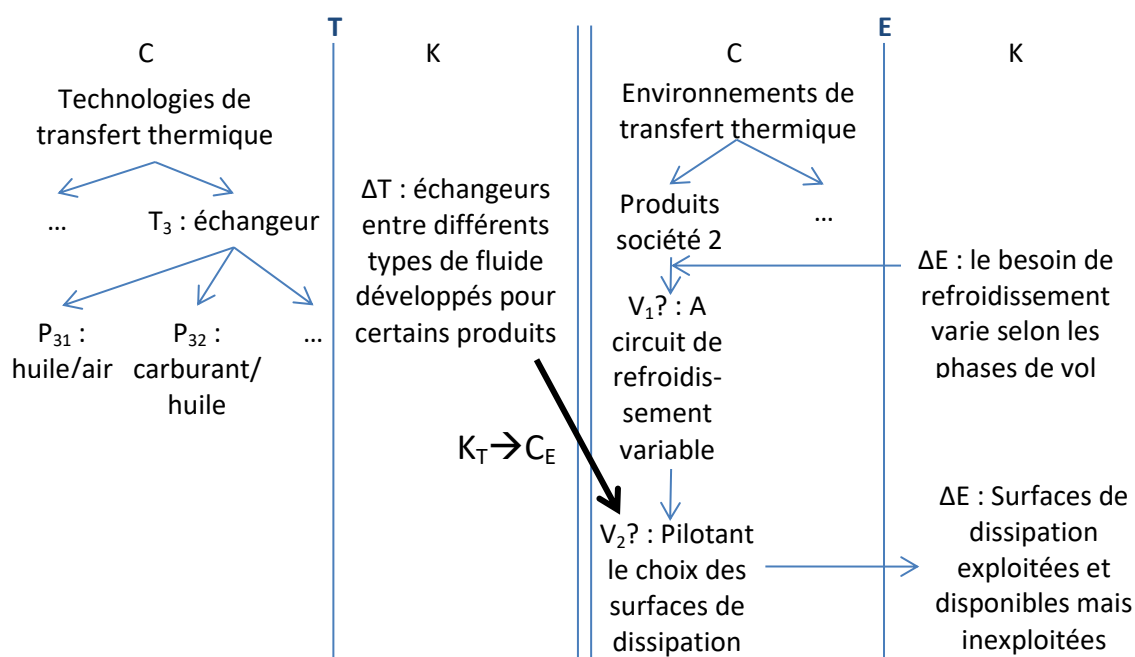 T
E
C
K
C
K
Technologies de
transfert thermique
...
T₃ : échangeur
P₃₁ :
huile/air
P₃₂ :
carburant/
huile
...
ΔT : échangeurs
entre différents
types de fluide
développés pour
certains produits
K_T→C_E
Environnements de
transfert thermique
Produits
société 2
...
V₁? : A
circuit de
refroidis-
sement
variable
V₂? : Pilotant
le choix des
surfaces de
dissipation
ΔE : le besoin de
refroidissement
varie selon les
phases de vol
ΔE : Surfaces de
dissipation
exploitées et
disponibles mais
inexploitées